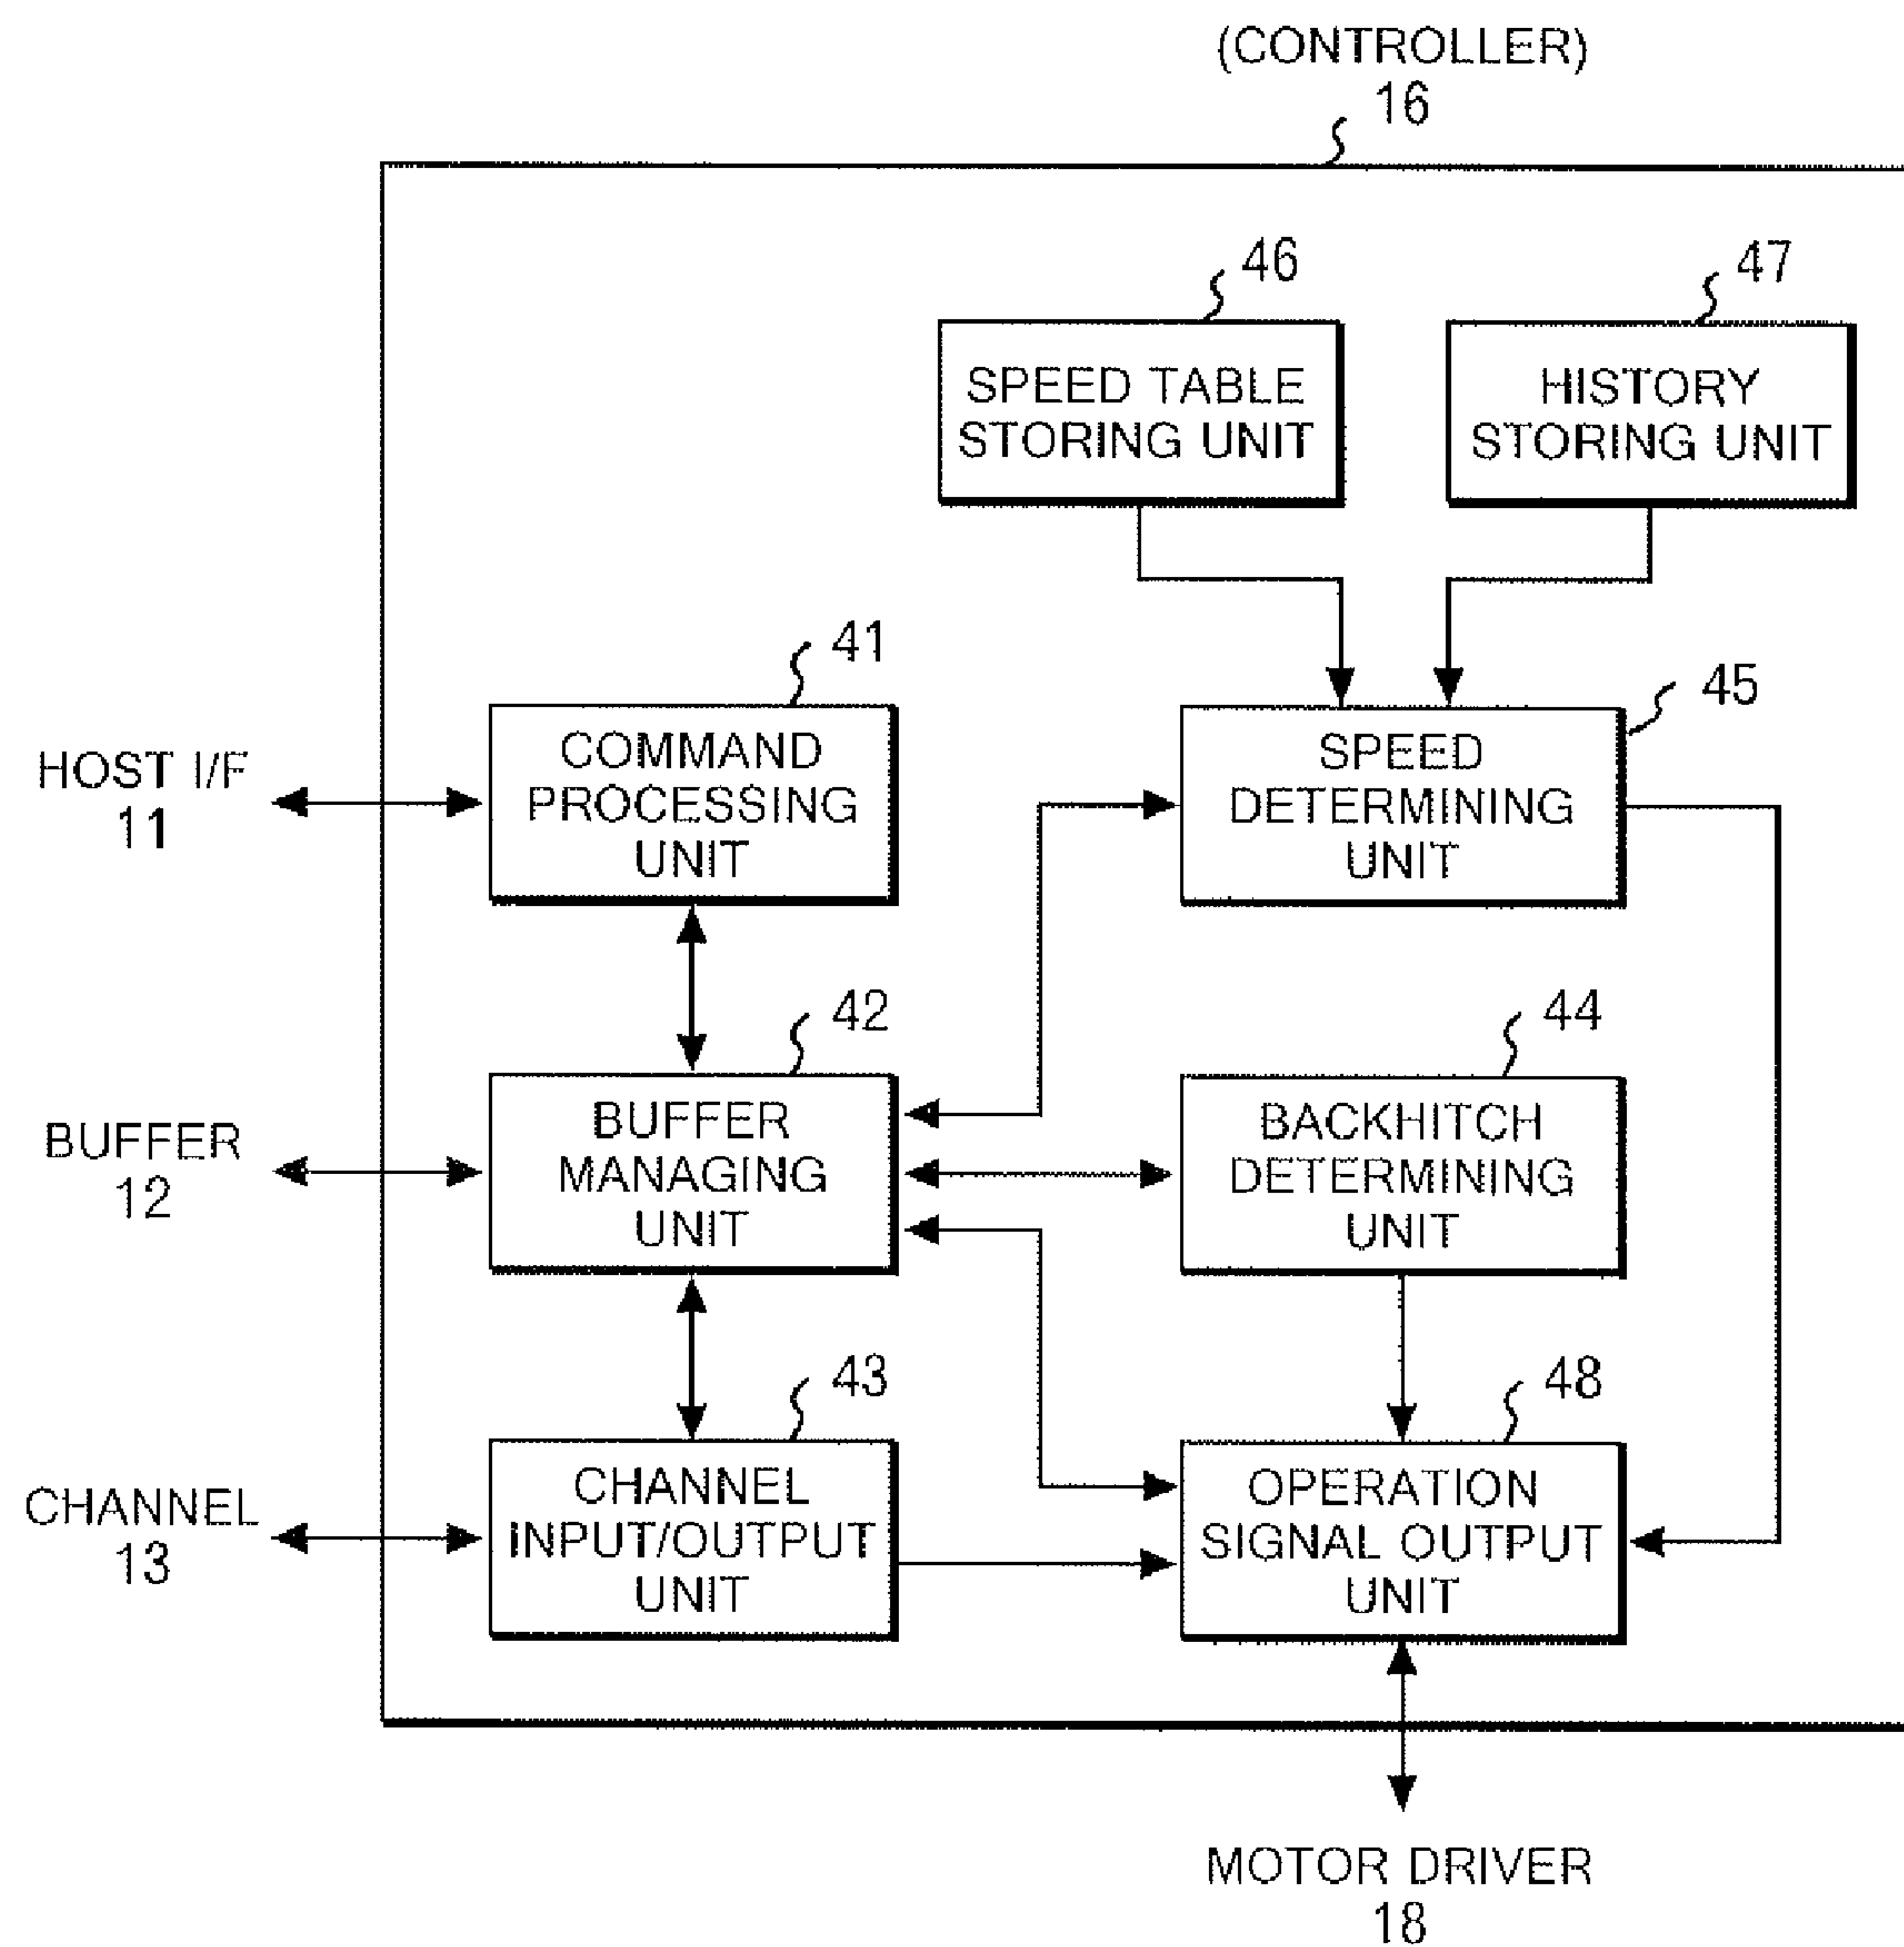 (CONTROLLER)
16
46
47
SPEED TABLE
STORING UNIT
HISTORY
STORING UNIT
41
45
HOST I/F
11
COMMAND
PROCESSING
UNIT
SPEED
DETERMINING
UNIT
42
44
BUFFER
12
BUFFER
MANAGING
UNIT
BACKHITCH
DETERMINING
UNIT
43
48
CHANNEL
13
CHANNEL
INPUT/OUTPUT
UNIT
OPERATION
SIGNAL OUTPUT
UNIT
MOTOR DRIVER
18